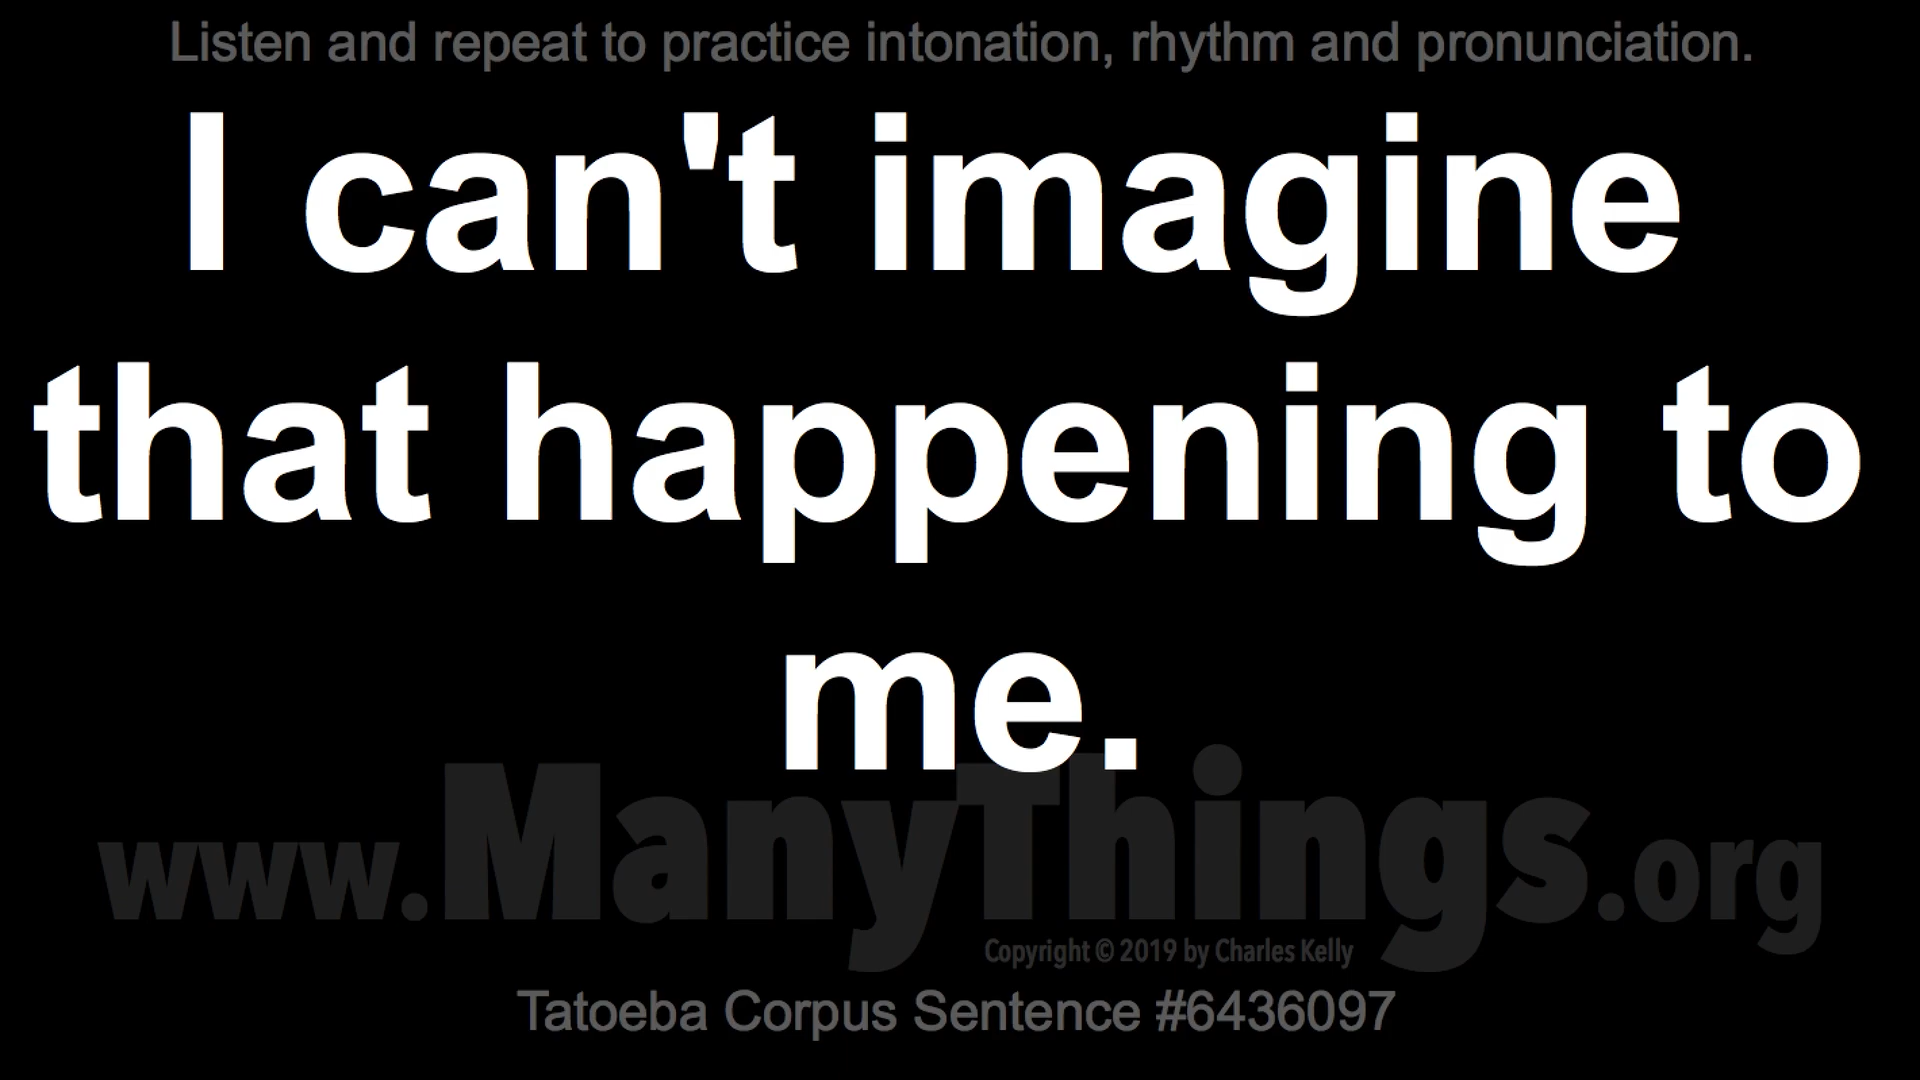 Listen and repeat to practice intonation, rhythm and pronunciation.
I can't imagine
that happening to
me.
www.ManyThings.org
Copyright © 2019 by Charles Kelly
Tatoeba Corpus Sentence #6436097